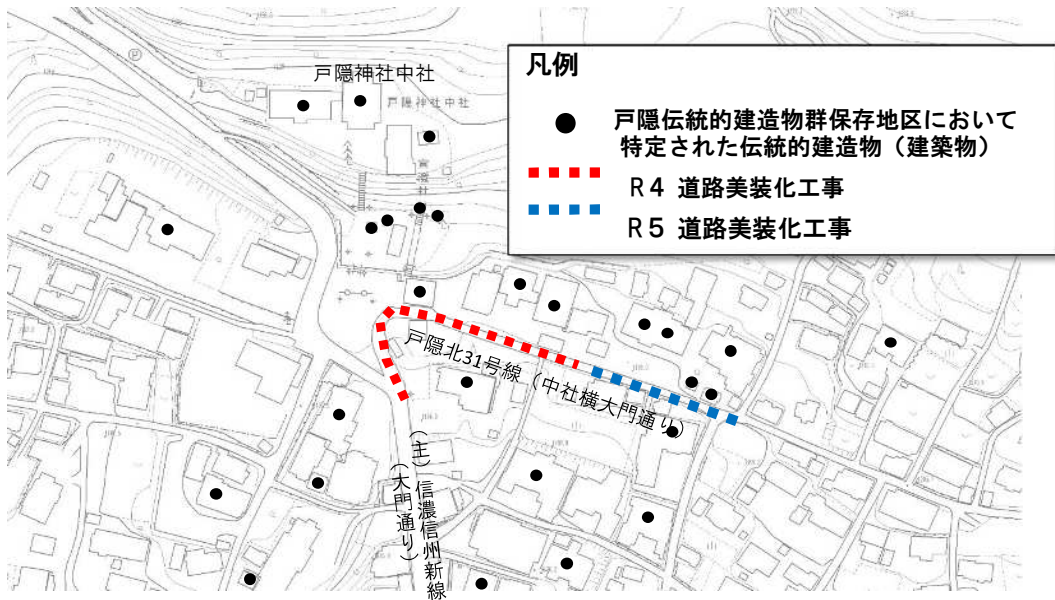 戸隠神社中社
戸隠神社中社
凡例
戸隠伝統的建造物群保存地区において
特定された伝統的建造物（建築物）
R4 道路美装化工事
R5 道路美装化工事
P
戸隠北31号線（中社横大門通り）
（主）信濃信州新線
（大門通り）